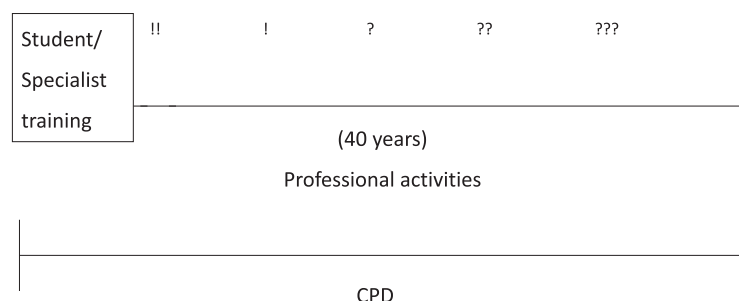 Student/
Specialist
training
!! ! ? ?? ???
(40 years)
Professional activities
CPD